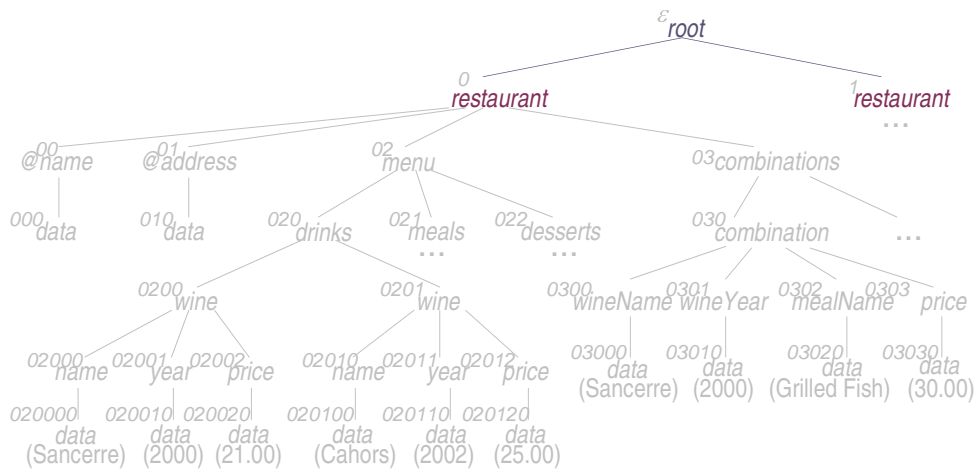 ε root
0 1
restaurant restaurant
...
00 01 02 03
@name @address menu combinations
000 data 010 data 020 drinks 021 meals 022 desserts 030 combination ...
... ...
0200 wine 0201 wine 0300 wineName 0301 wineYear 0302 mealName 0303 price
02000 name 02001 year 02002 price 02010 name 02011 year 02012 price 03000 data 03010 data 03020 data 03030 data
(Sancerre) (2000) (Grilled Fish) (30.00)
020000 data 020010 data 020020 data 020100 data 020110 data 020120 data
(Sancerre) (2000) (21.00) (Cahors) (2002) (25.00)